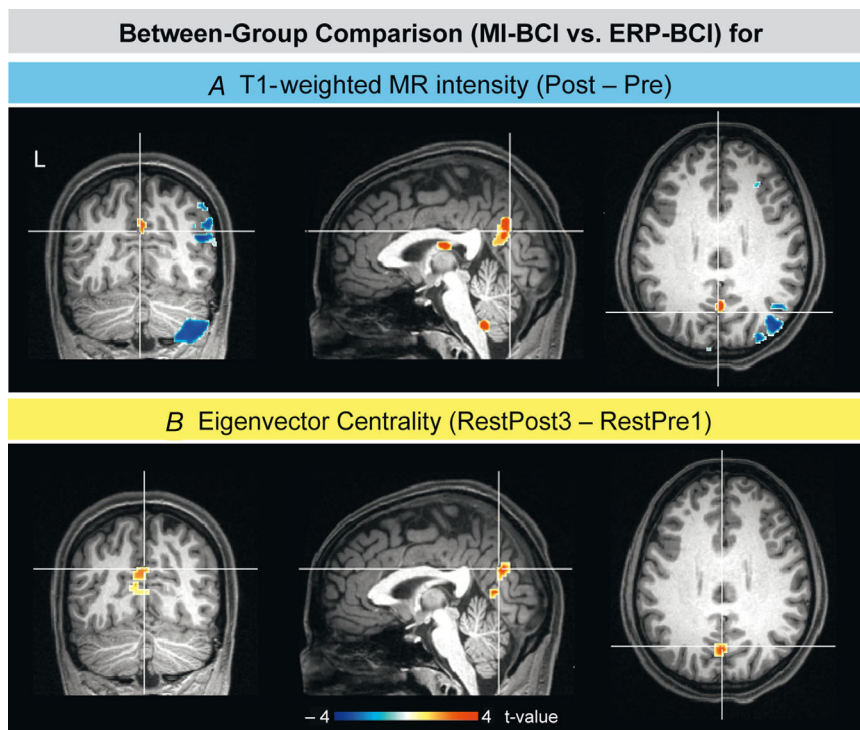 Between-Group Comparison (MI-BCI vs. ERP-BCI) for
A T1-weighted MR intensity (Post – Pre)
L
B Eigenvector Centrality (RestPost3 – RestPre1)
– 4 4 t-value